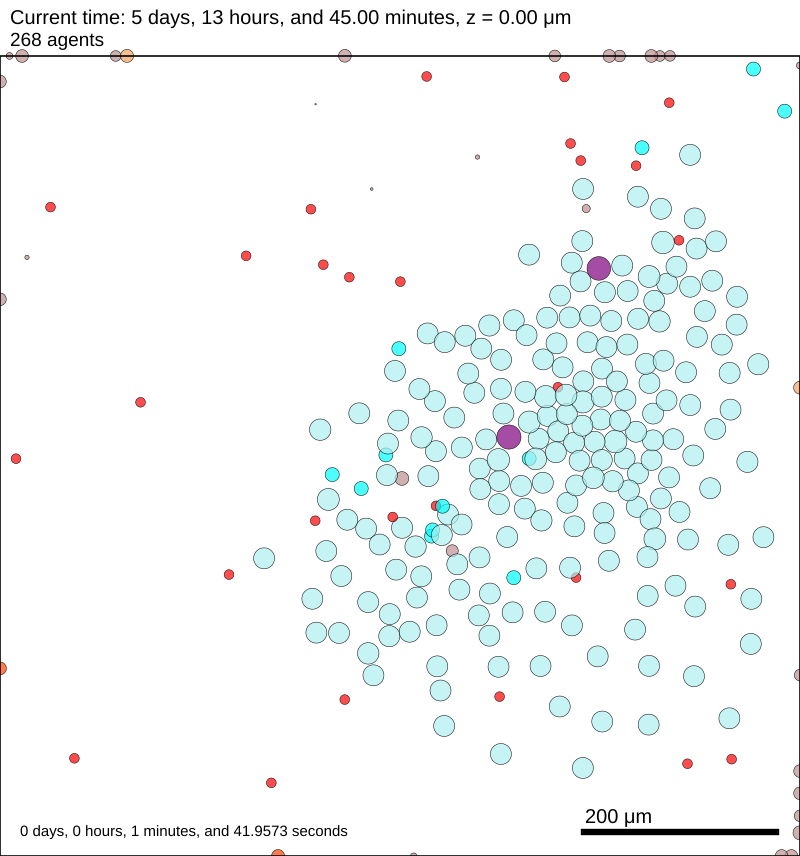 Current time: 5 days, 13 hours, and 45.00 minutes, z = 0.00 μm
268 agents
200 μm
0 days, 0 hours, 1 minutes, and 41.9573 seconds